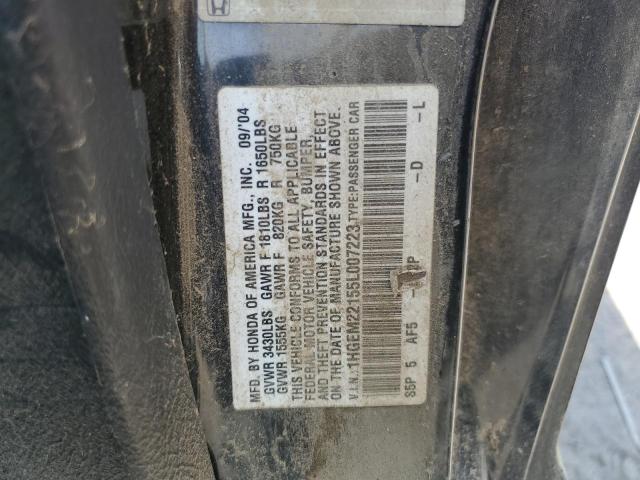 MFD. BY HONDA OF AMERICA MFG., INC. 09/'04
GVWR 3430LBS GAWR F 1810LBS R 1650LBS
GVWR 1555KG GAWR F 820KG R 750KG
THIS VEHICLE CONFORMS TO ALL APPLICABLE
FEDERAL MOTOR VEHICLE SAFETY, BUMPER,
AND THEFT PREVENTION STANDARDS IN EFFECT
ON THE DATE OF MANUFACTURE SHOWN ABOVE.
V.I.N.:1HGEM22155L007223 TYPE:PASSENGER CAR
S5P 5 AF5 - -D -L